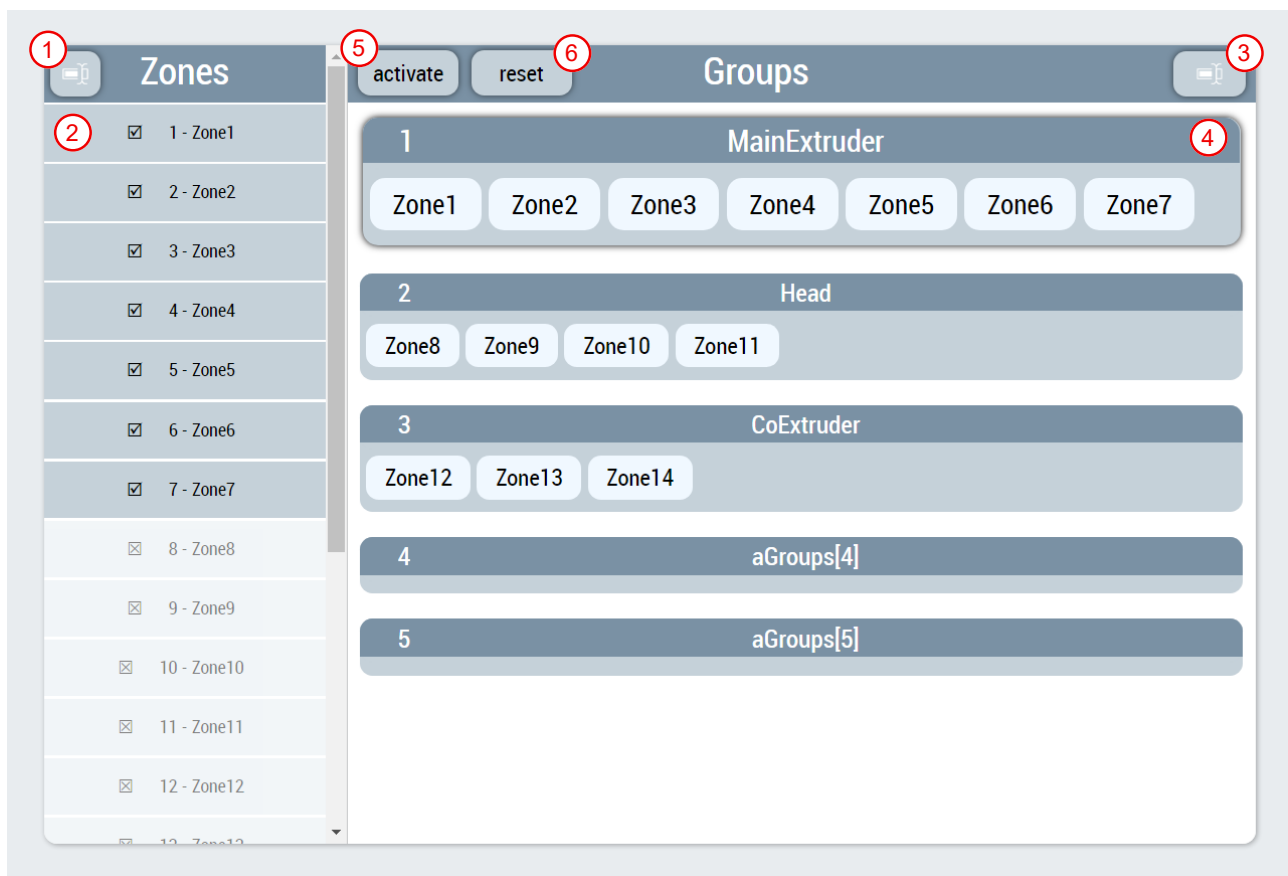 1
Zones
5
activate
reset
6
Groups
3
2
☑ 1 - Zone1
☑ 2 - Zone2
☑ 3 - Zone3
☑ 4 - Zone4
☑ 5 - Zone5
☑ 6 - Zone6
☑ 7 - Zone7
☒ 8 - Zone8
☒ 9 - Zone9
☒ 10 - Zone10
☒ 11 - Zone11
☒ 12 - Zone12
1 MainExtruder 4
Zone1 Zone2 Zone3 Zone4 Zone5 Zone6 Zone7
2 Head
Zone8 Zone9 Zone10 Zone11
3 CoExtruder
Zone12 Zone13 Zone14
4 aGroups[4]
5 aGroups[5]